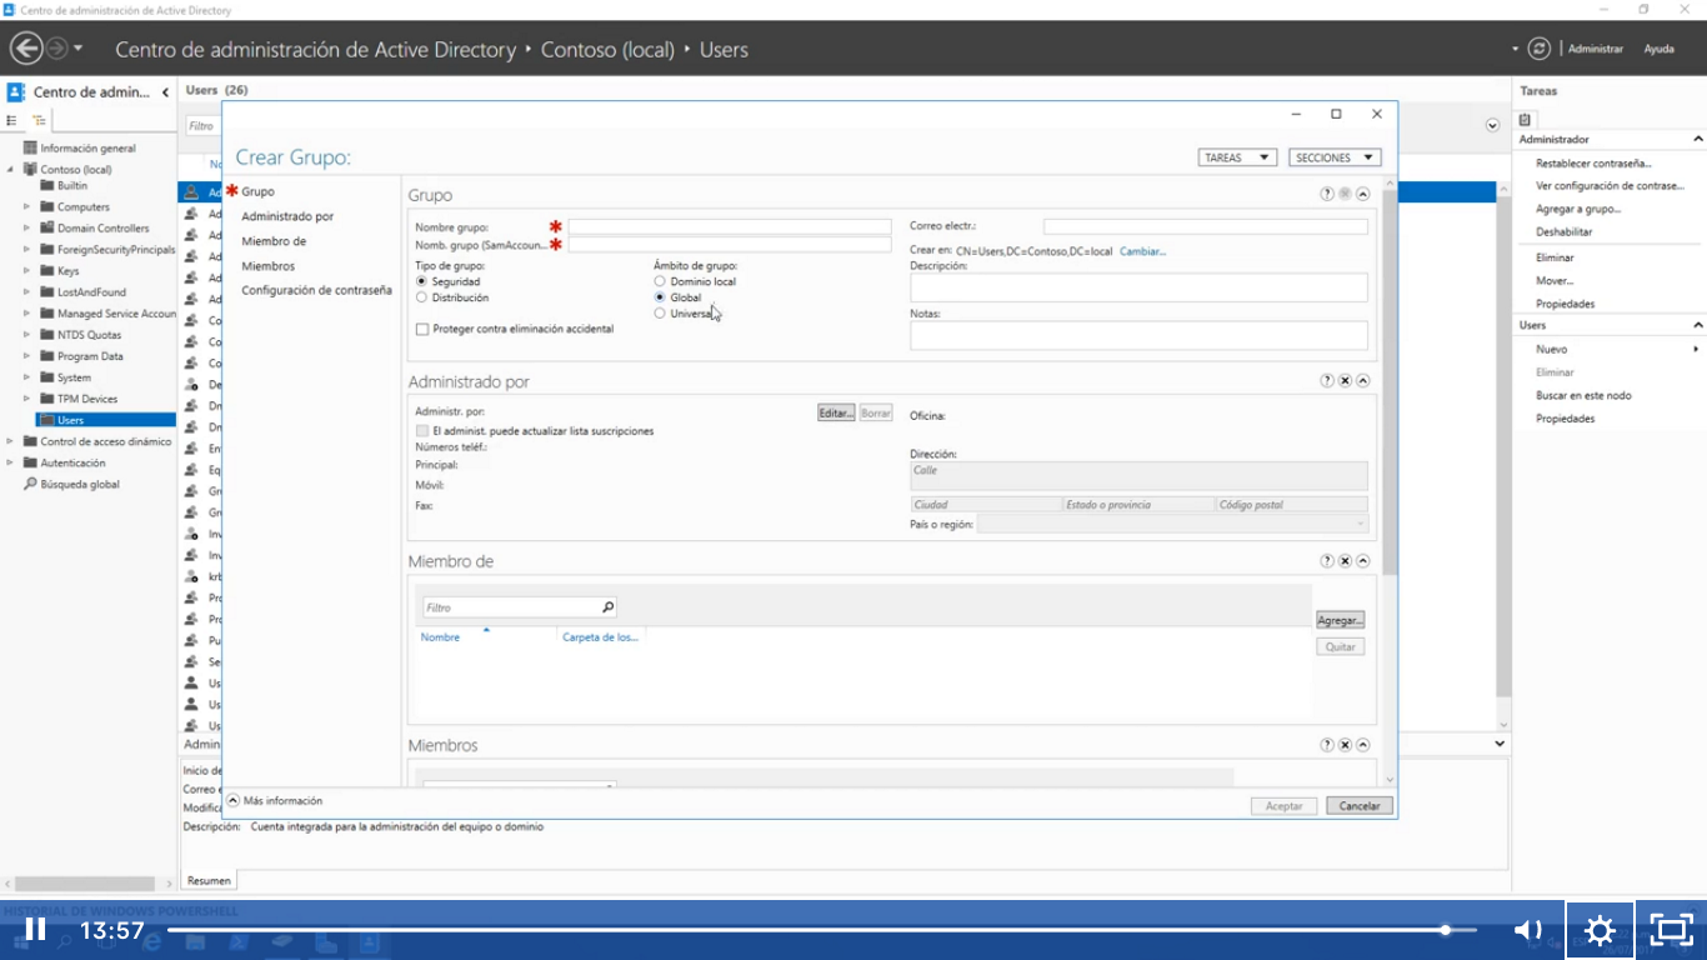 Centro de administración de Active Directory
Centro de administración de Active Directory • Contoso (local) • Users
Administrar
Ayuda
Centro de admin...
Users (26)
Tareas
Filtro
Información general
Contoso (local)
Builtin
Computers
Domain Controllers
ForeignSecurityPrincipals
Keys
LostAndFound
Managed Service Accoun
NTDS Quotas
Program Data
System
TPM Devices
Users
Control de acceso dinámico
Autenticación
Búsqueda global
Crear Grupo:
TAREAS
SECCIONES
Grupo
Administrado por
Miembro de
Miembros
Configuración de contraseña
Grupo
Nombre grupo:
Nomb. grupo (SamAccoun...
Tipo de grupo:
Seguridad
Distribución
Ámbito de grupo:
Dominio local
Global
Universal
Proteger contra eliminación accidental
Correo electr.:
Crear en: CN=Users,DC=Contoso,DC=local Cambiar...
Descripción:
Notas:
Administrado por
Administr. por:
Editar...
Borrar
El administ. puede actualizar lista suscripciones
Números teléf.:
Principal:
Móvil:
Fax:
Oficina:
Dirección:
Calle
Ciudad
Estado o provincia
Código postal
País o región:
Miembro de
Filtro
Nombre
Carpeta de los...
Agregar...
Quitar
Miembros
Más información
Aceptar
Cancelar
Administrador
Restablecer contraseña...
Ver configuración de contrase...
Agregar a grupo...
Deshabilitar
Eliminar
Mover...
Propiedades
Users
Nuevo
Eliminar
Buscar en este nodo
Propiedades
Admin
Inicio de
Correo e
Modifica
Descripción: Cuenta integrada para la administración del equipo o dominio
Resumen
HISTORIAL DE WINDOWS POWERSHELL
13:57